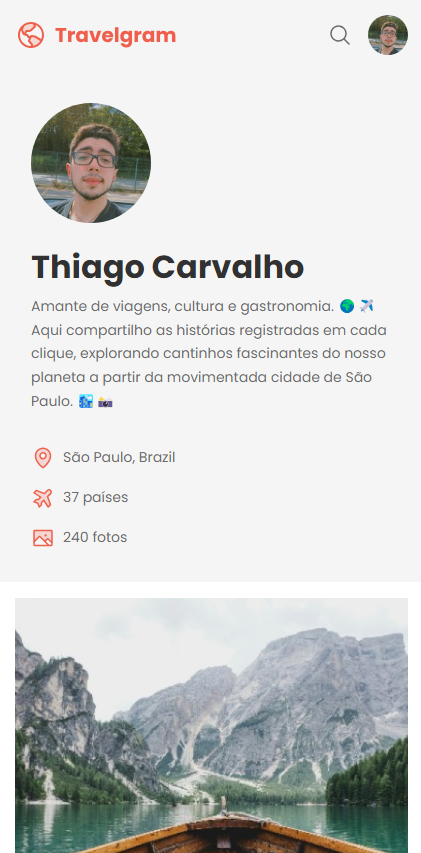 Travelgram
Thiago Carvalho
Amante de viagens, cultura e gastronomia. 🌍 ✈️
Aqui compartilho as histórias registradas em cada
clique, explorando cantinhos fascinantes do nosso
planeta a partir da movimentada cidade de São
Paulo. 🏙️ 📸
São Paulo, Brazil
37 países
240 fotos